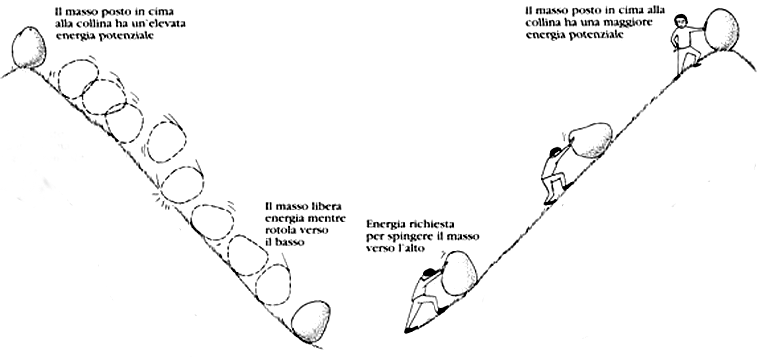 Il masso posto in cima
alla collina ha un'elevata
energia potenziale
Il masso libera
energia mentre
rotola verso
il basso
Il masso posto in cima alla
collina ha una maggiore
energia potenziale
Energia richiesta
per spingere il masso
verso l'alto